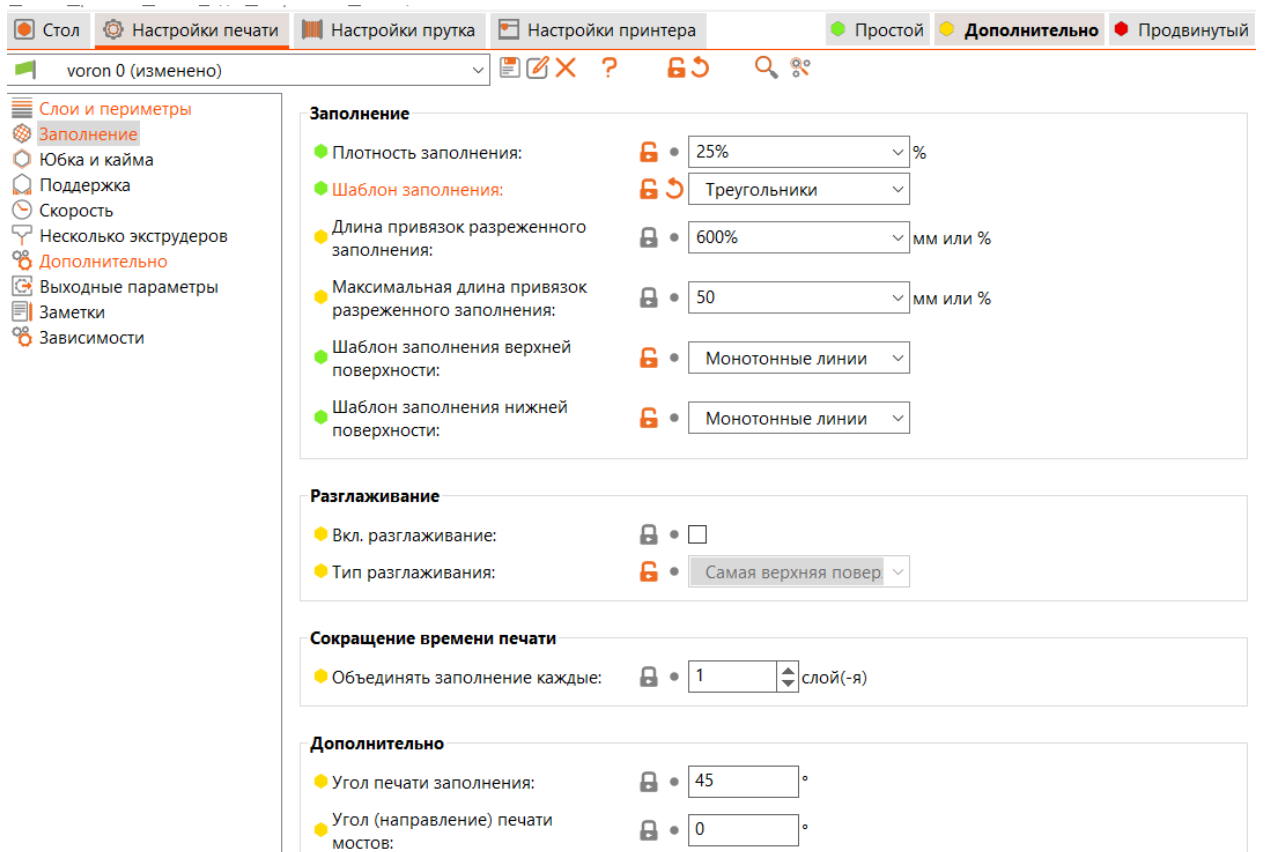 Стол Настройки печати Настройки прутка Настройки принтера Простой Дополнительно Продвинутый
voron 0 (изменено) ?
Слои и периметры
Заполнение
Юбка и кайма
Поддержка
Скорость
Несколько экструдеров
Дополнительно
Выходные параметры
Заметки
Зависимости
Заполнение
Плотность заполнения: 25% %
Шаблон заполнения: Треугольники
Длина привязок разреженного
заполнения: 600% мм или %
Максимальная длина привязок
разреженного заполнения: 50 мм или %
Шаблон заполнения верхней
поверхности: Монотонные линии
Шаблон заполнения нижней
поверхности: Монотонные линии
Разглаживание
Вкл. разглаживание:
Тип разглаживания: Самая верхняя повер
Сокращение времени печати
Объединять заполнение каждые: 1 слой(-я)
Дополнительно
Угол печати заполнения: 45 °
Угол (направление) печати
мостов: 0 °